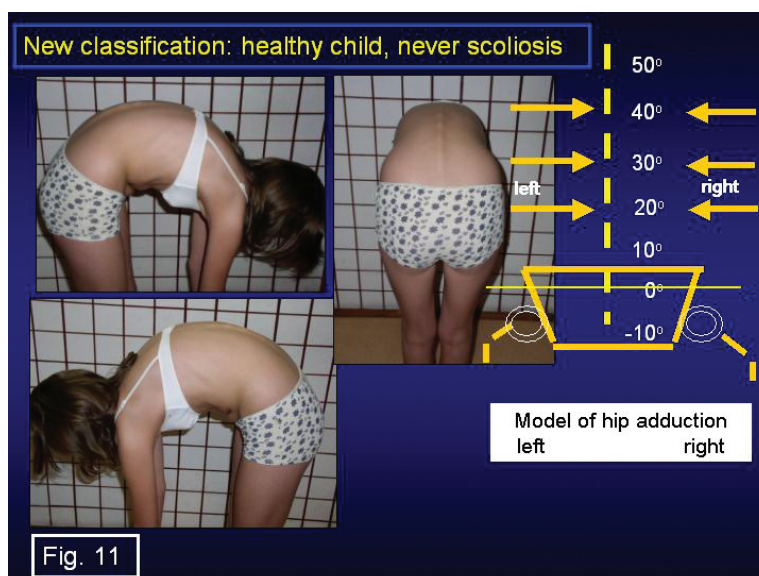 New classification: healthy child, never scoliosis
50°
40°
30°
left right
20°
10°
0°
-10°
Model of hip adduction
left right
Fig. 11